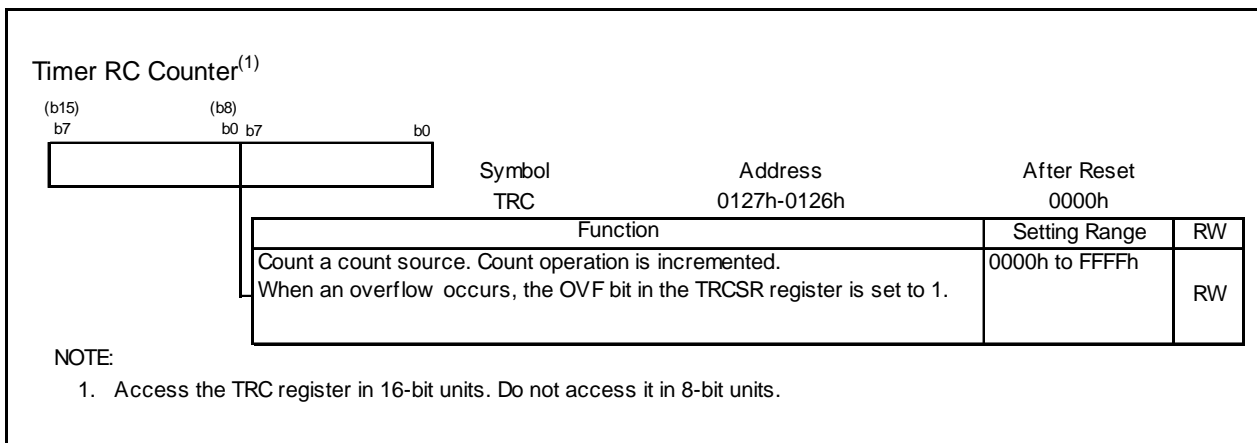 Timer RC Counter(1)
(b15) (b8)
b7 b0 b7 b0
Symbol Address After Reset
TRC 0127h-0126h 0000h
Function Setting Range RW
Count a count source. Count operation is incremented. 0000h to FFFFh
When an overflow occurs, the OVF bit in the TRCSR register is set to 1. RW
NOTE:
1. Access the TRC register in 16-bit units. Do not access it in 8-bit units.